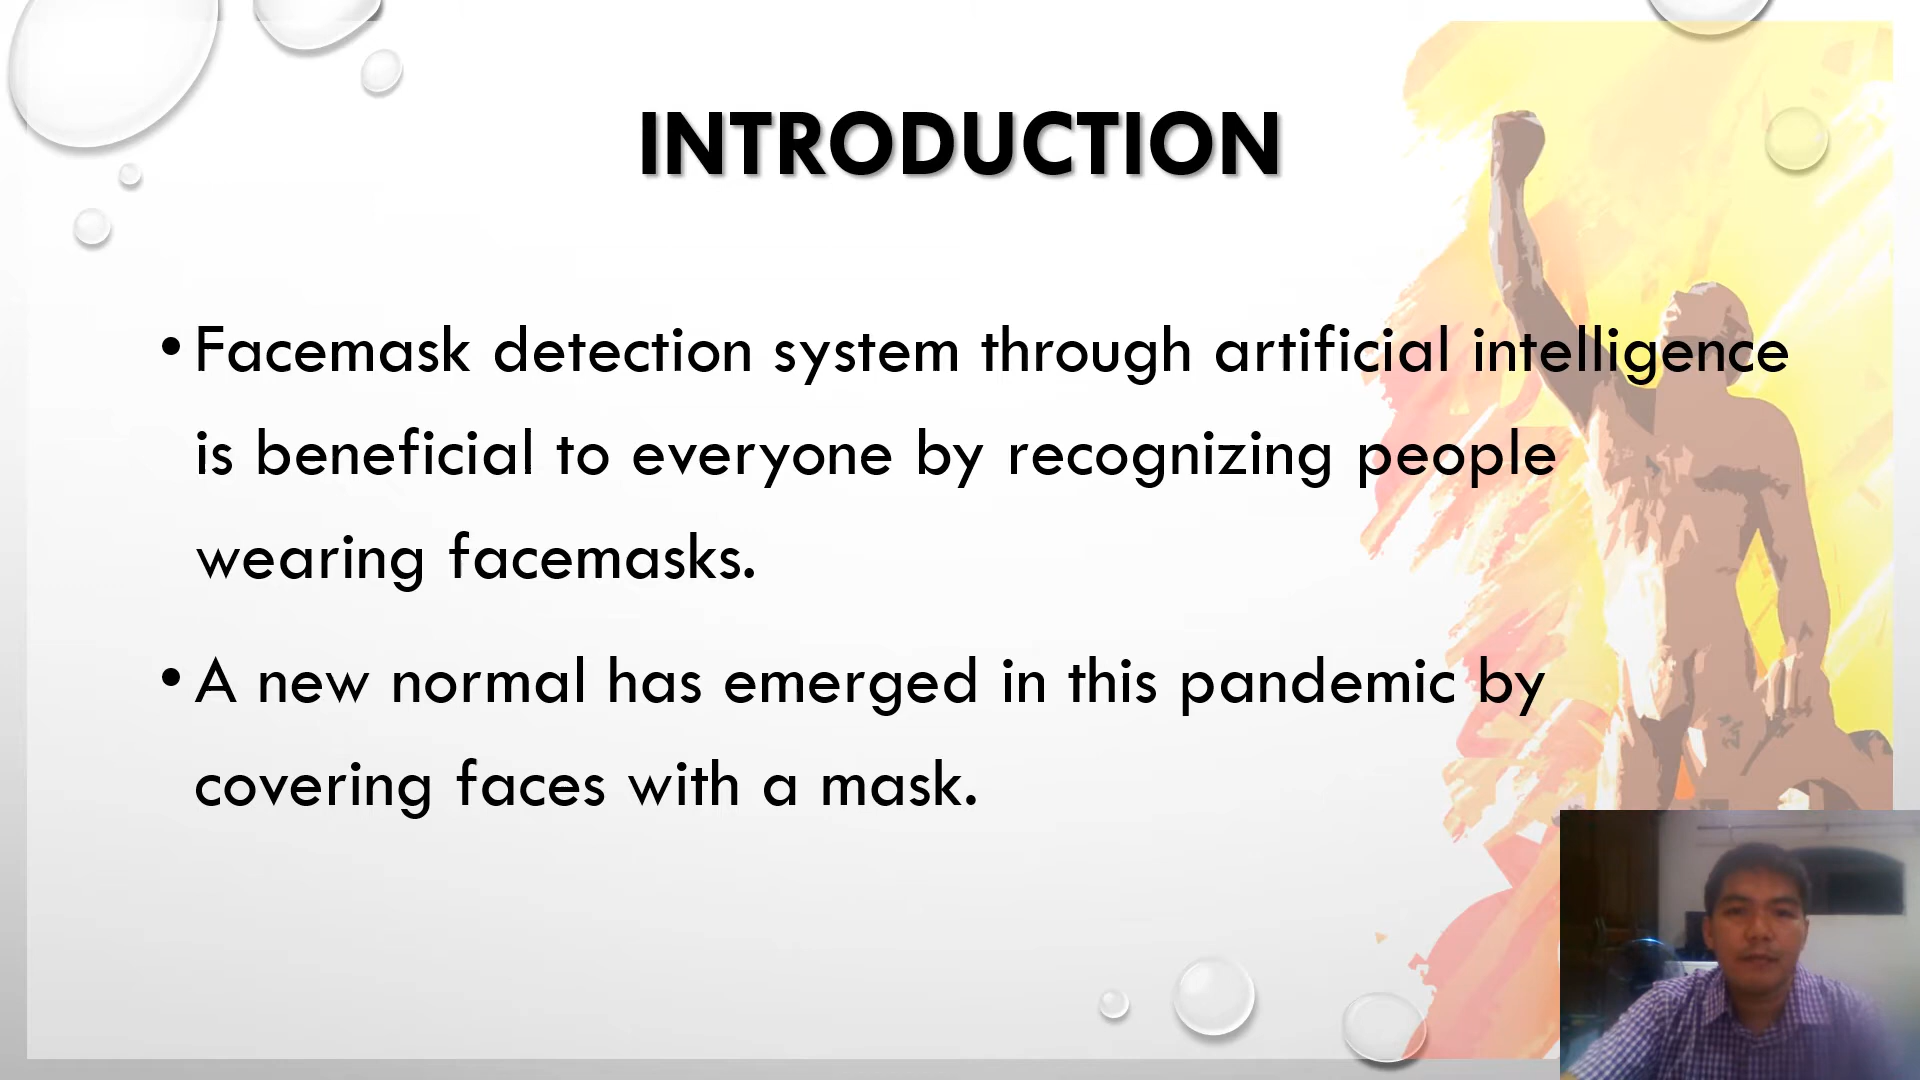 INTRODUCTION
• Facemask detection system through artificial intelligence
is beneficial to everyone by recognizing people
wearing facemasks.
• A new normal has emerged in this pandemic by
covering faces with a mask.